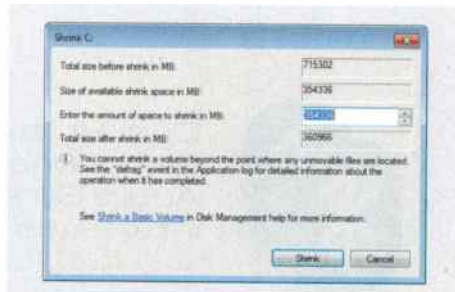 Shrink C:
Total size before shrink in MB: 715302
Size of available shrink space in MB: 354336
Enter the amount of space to shrink in MB: 354336
Total size after shrink in MB: 360966
You cannot shrink a volume beyond the point where any unmovable files are located.
See the "defrag" event in the Application log for detailed information about the
operation when it has completed.
See Shrink a Basic Volume in Disk Management help for more information.
Shrink Cancel